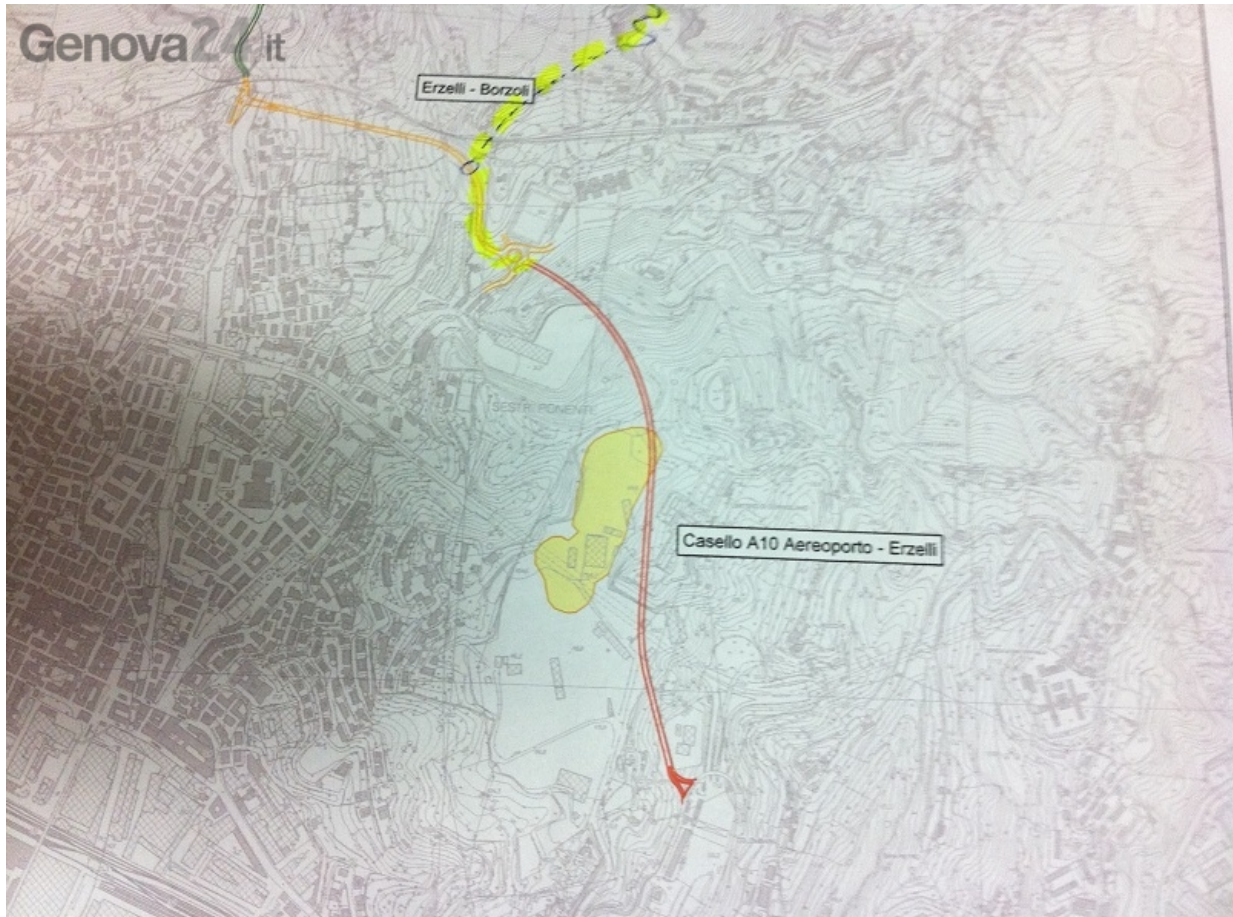 Genova24.it
Erzelli - Borzoli
SESTRI PONENTE
Casello A10 Aereoporto - Erzelli